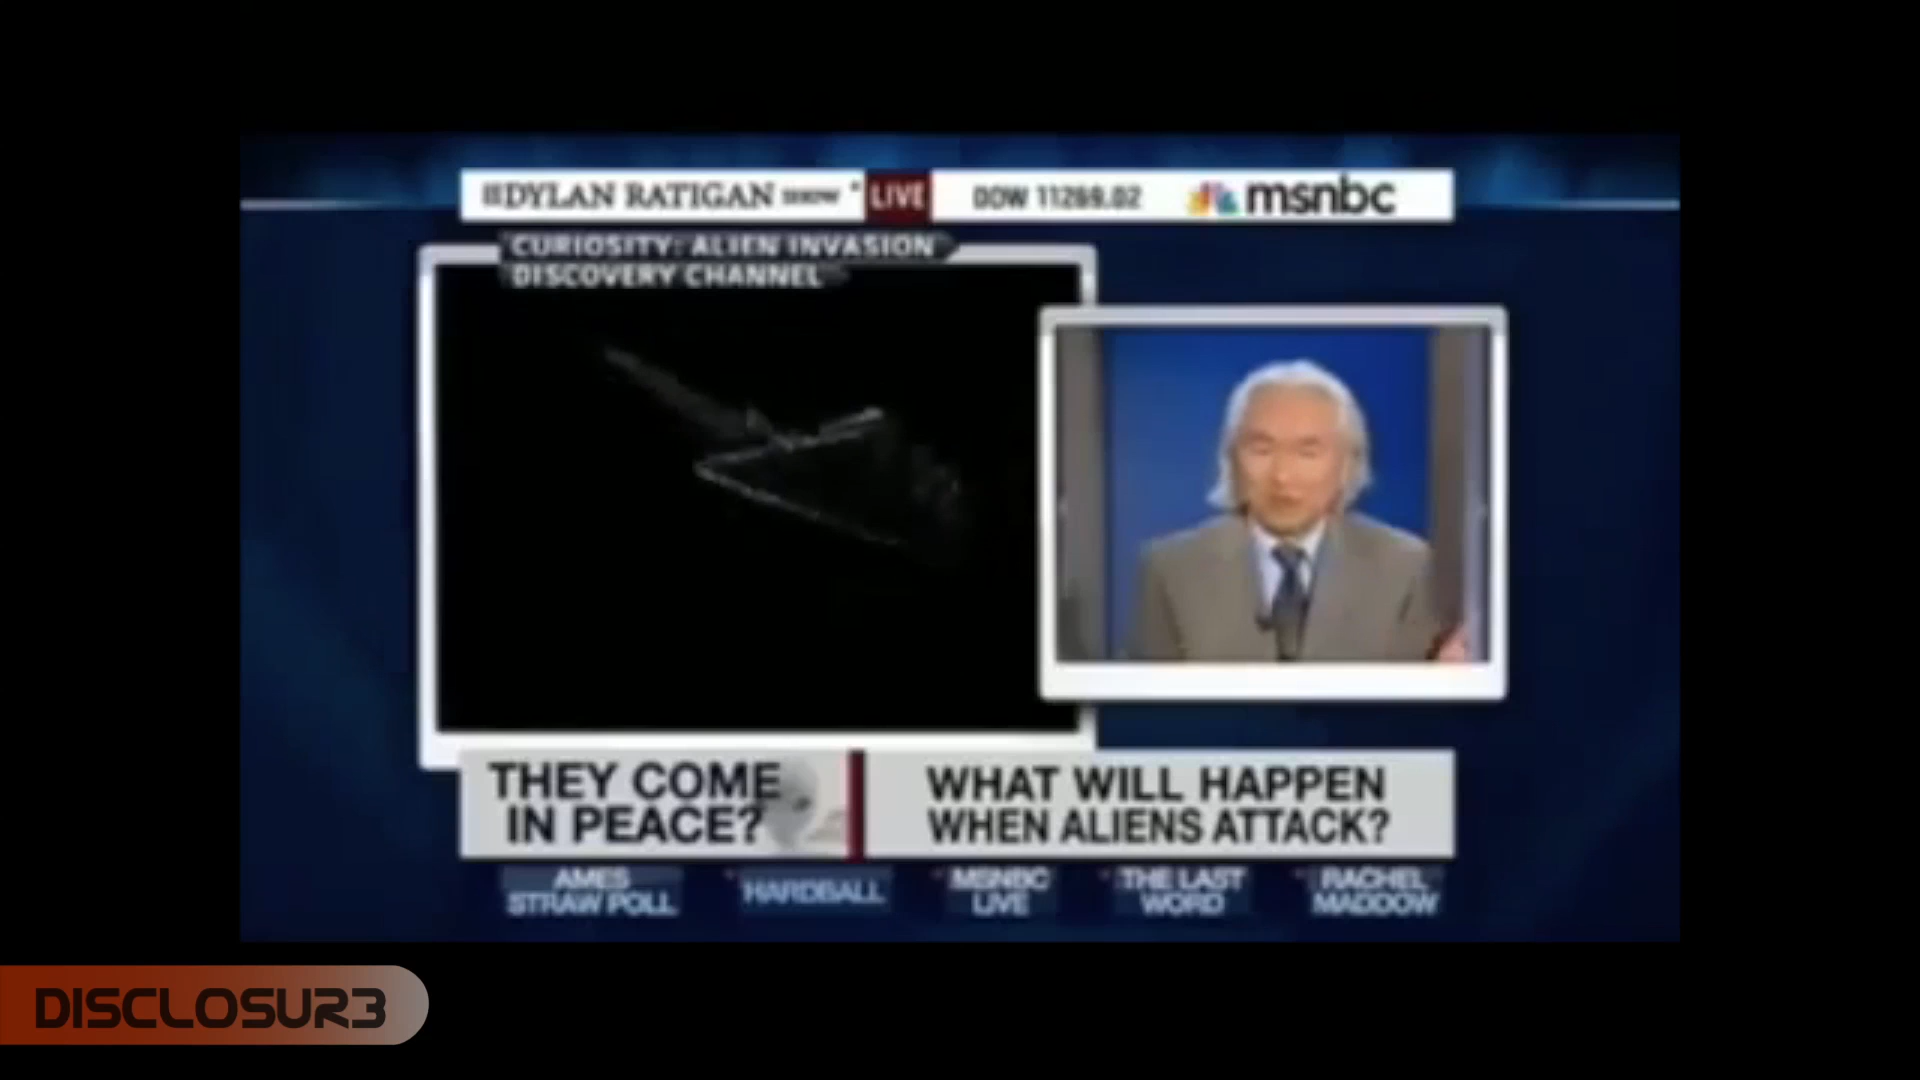 THE DYLAN RATIGAN SHOW LIVE DOW 11269.02 msnbc
CURIOSITY: ALIEN INVASION
DISCOVERY CHANNEL
THEY COME
IN PEACE?
WHAT WILL HAPPEN
WHEN ALIENS ATTACK?
AMES
STRAW POLL
HARDBALL
MSNBC
LIVE
THE LAST
WORD
RACHEL
MADDOW
DISCLOSUR3